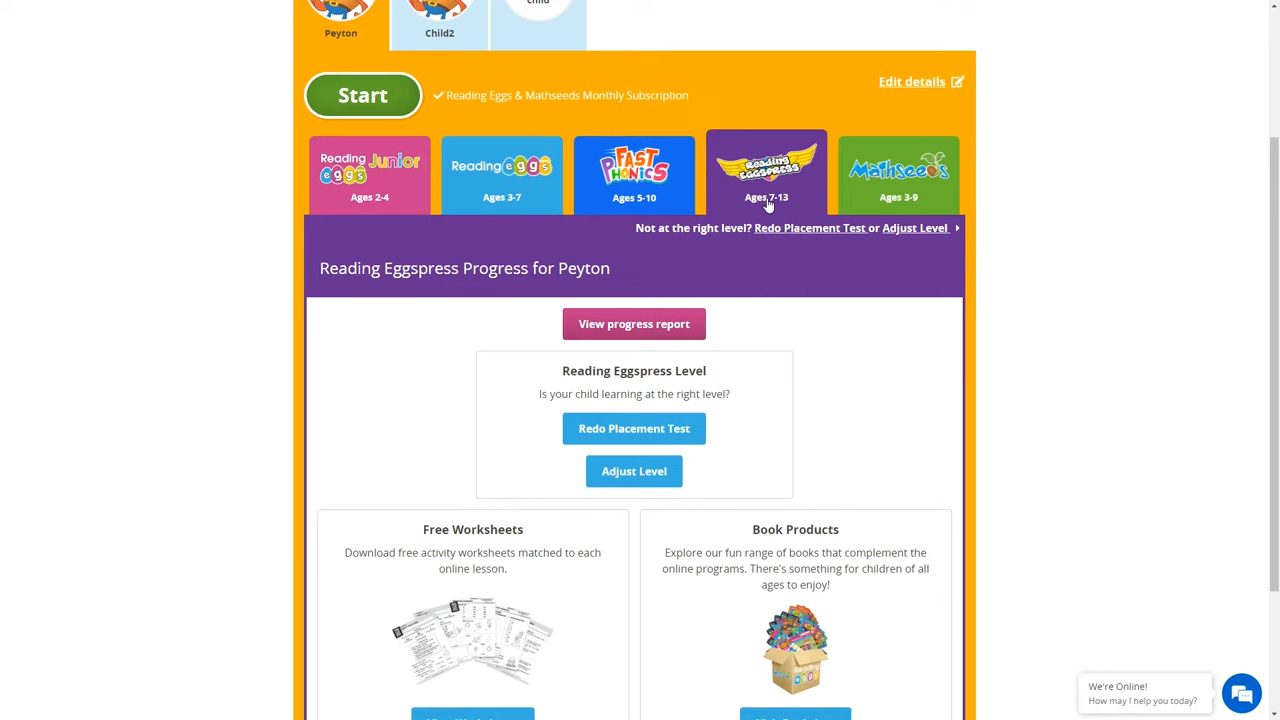 child
Peyton
Child2
Edit details
Start
Reading Eggs & Mathseeds Monthly Subscription
Reading eggs Junior
Reading eggs
FAST PHONICS
Reading EGGSPRESS
Mathseeds
Ages 2-4
Ages 3-7
Ages 5-10
Ages 7-13
Ages 3-9
Not at the right level? Redo Placement Test or Adjust Level
Reading Eggspress Progress for Peyton
View progress report
Reading Eggspress Level
Is your child learning at the right level?
Redo Placement Test
Adjust Level
Free Worksheets
Download free activity worksheets matched to each
online lesson.
Book Products
Explore our fun range of books that complement the
online programs. There's something for children of all
ages to enjoy!
We're Online!
How may I help you today?